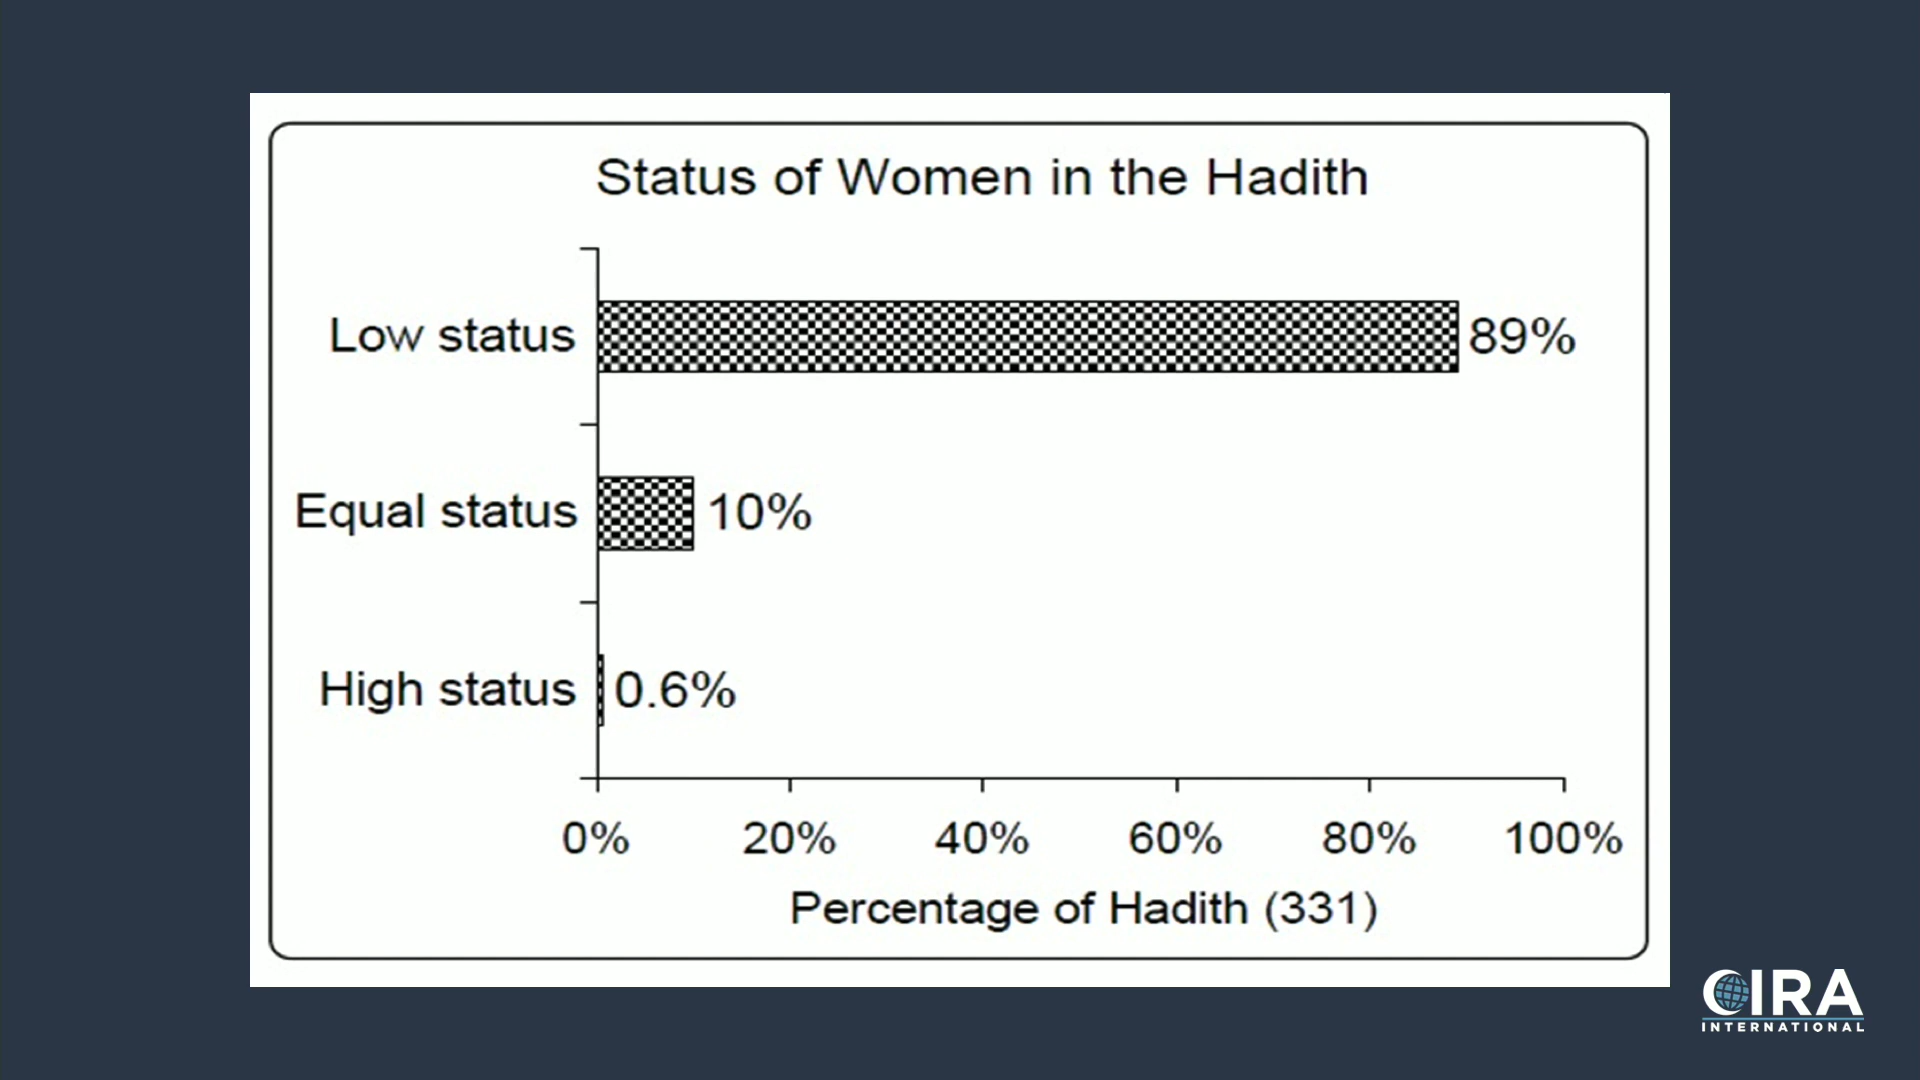 Status of Women in the Hadith
Low status 89%
Equal status 10%
High status 0.6%
0% 20% 40% 60% 80% 100%
Percentage of Hadith (331)
CIRA
INTERNATIONAL